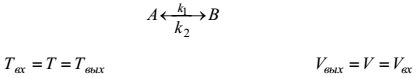 A ⟷ B
k₁
k₂
T_вх = T = T_вых
V_вых = V = V_вх